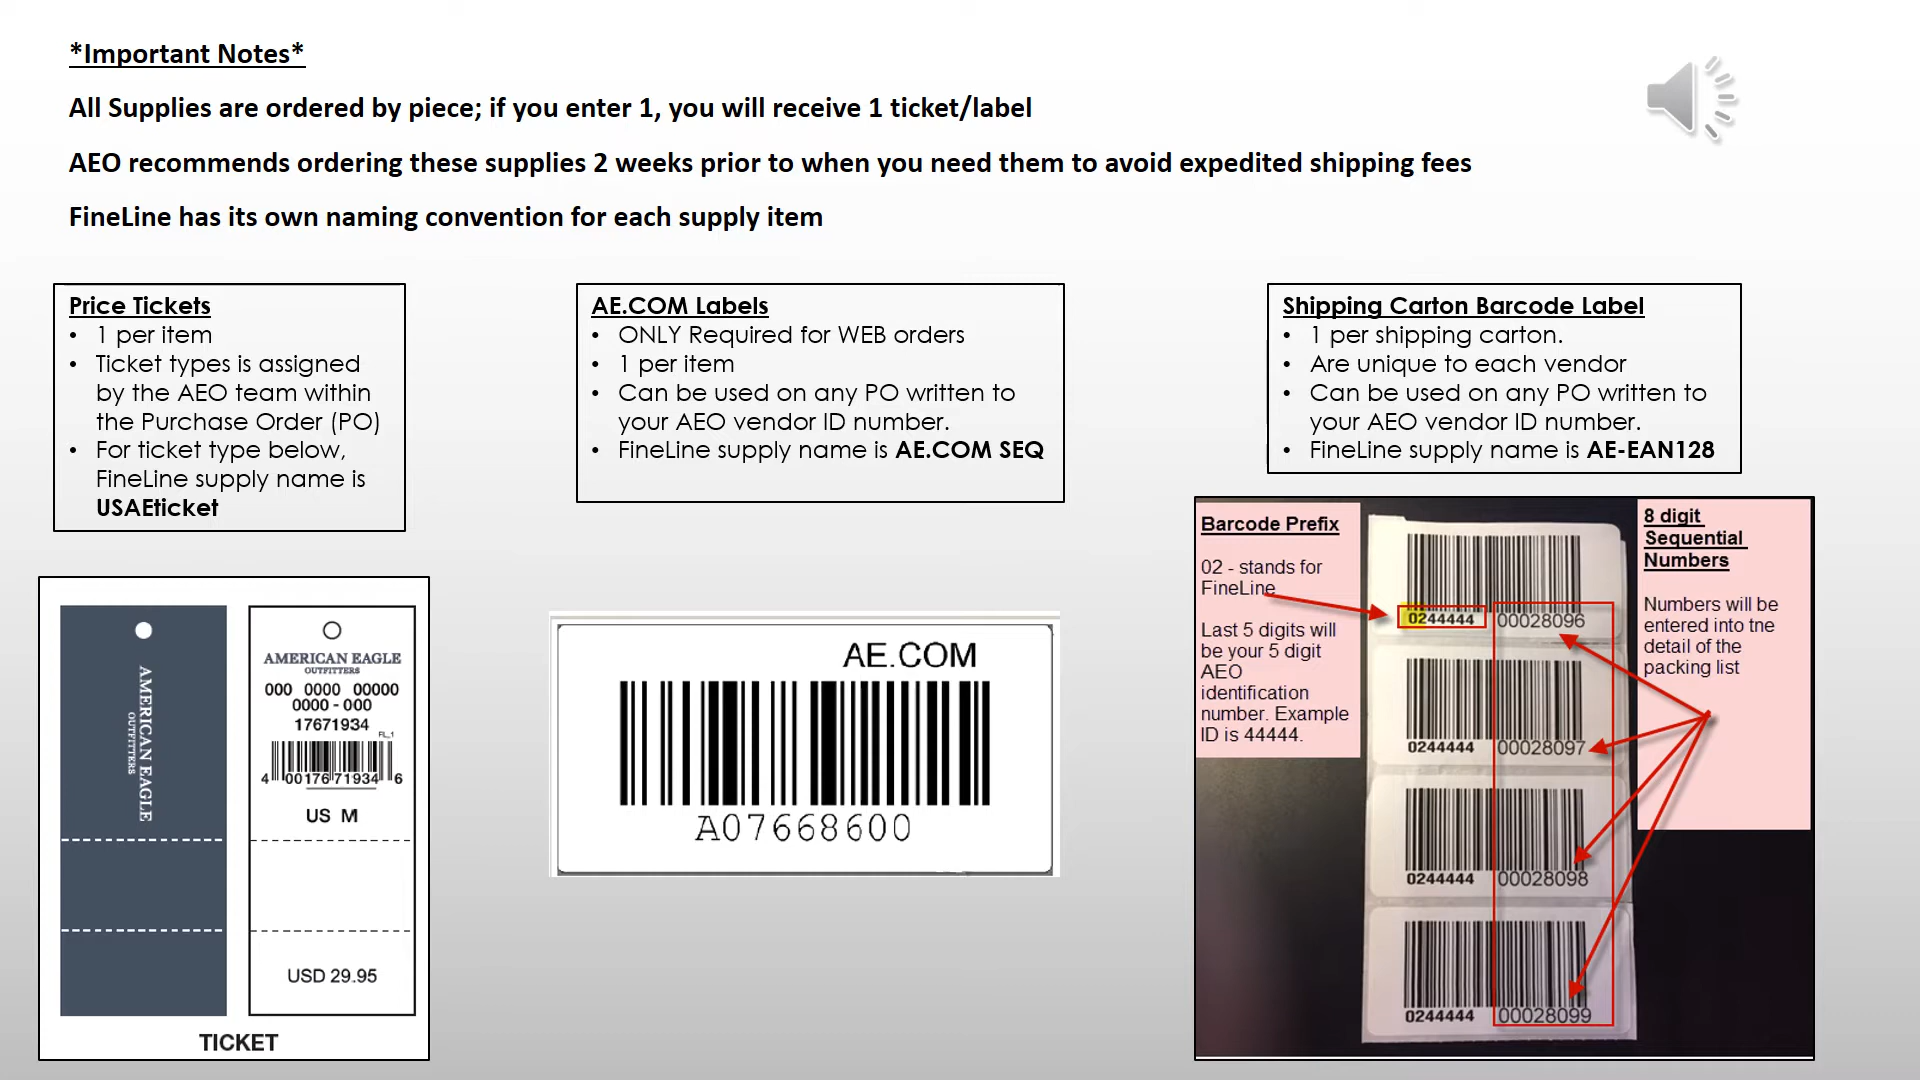 *Important Notes*
All Supplies are ordered by piece; if you enter 1, you will receive 1 ticket/label
AEO recommends ordering these supplies 2 weeks prior to when you need them to avoid expedited shipping fees
FineLine has its own naming convention for each supply item
Price Tickets
• 1 per item
• Ticket types is assigned
by the AEO team within
the Purchase Order (PO)
• For ticket type below,
FineLine supply name is
USAEticket
AE.COM Labels
• ONLY Required for WEB orders
• 1 per item
• Can be used on any PO written to
your AEO vendor ID number.
• FineLine supply name is AE.COM SEQ
Shipping Carton Barcode Label
• 1 per shipping carton.
• Are unique to each vendor
• Can be used on any PO written to
your AEO vendor ID number.
• FineLine supply name is AE-EAN128
AMERICAN EAGLE
OUTFITTERS
AMERICAN EAGLE
OUTFITTERS
000 0000 00000
0000 - 000
17671934
FL_1
4 00176 71934 6
US M
USD 29.95
TICKET
AE.COM
A07668600
Barcode Prefix
02 - stands for
FineLine
Last 5 digits will
be your 5 digit
AEO
identification
number. Example
ID is 44444.
0244444 00028096
0244444 00028097
0244444 00028098
0244444 00028099
8 digit
Sequential
Numbers
Numbers will be
entered into the
detail of the
packing list